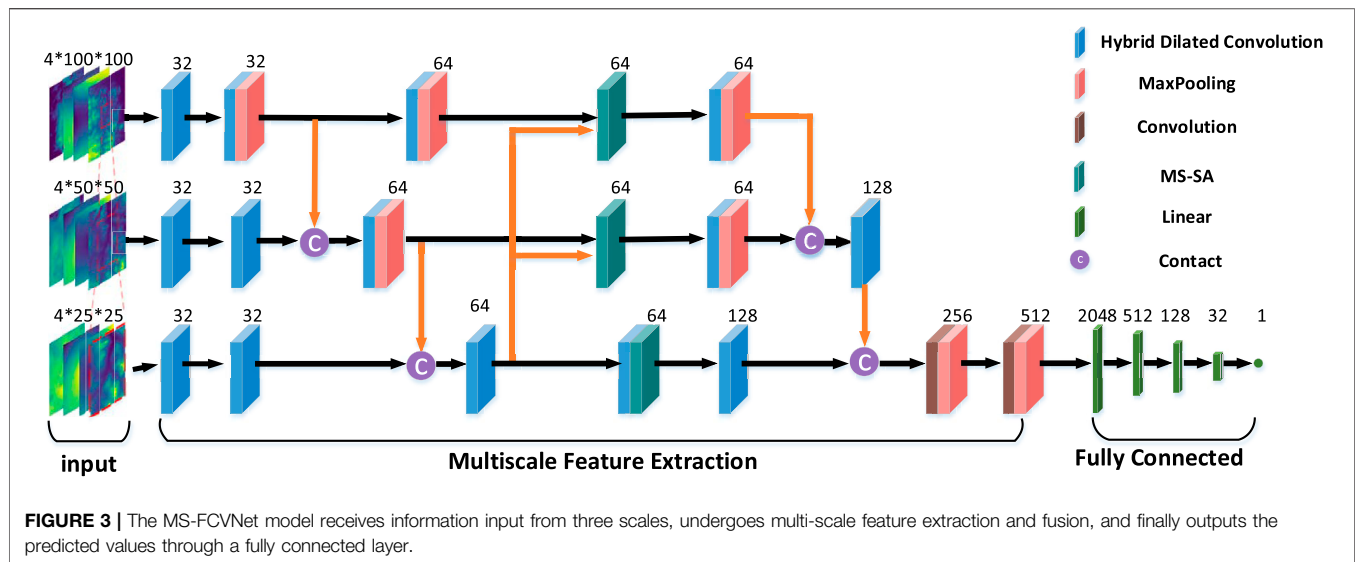 4*100*100
32
32
64
64
64
Hybrid Dilated Convolution
MaxPooling
Convolution
MS-SA
Linear
C
Contact
4*50*50
32
32
C
64
64
64
C
128
4*25*25
32
32
C
64
64
128
C
256
512
2048
512
128
32
1
input
Multiscale Feature Extraction
Fully Connected
FIGURE 3 | The MS-FCVNet model receives information input from three scales, undergoes multi-scale feature extraction and fusion, and finally outputs the
predicted values through a fully connected layer.